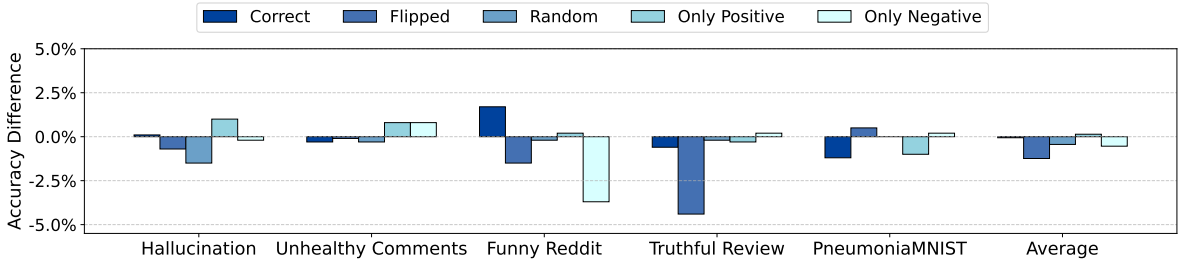 Correct Flipped Random Only Positive Only Negative
Accuracy Difference
5.0%
2.5%
0.0%
-2.5%
-5.0%
Hallucination Unhealthy Comments Funny Reddit Truthful Review PneumoniaMNIST Average